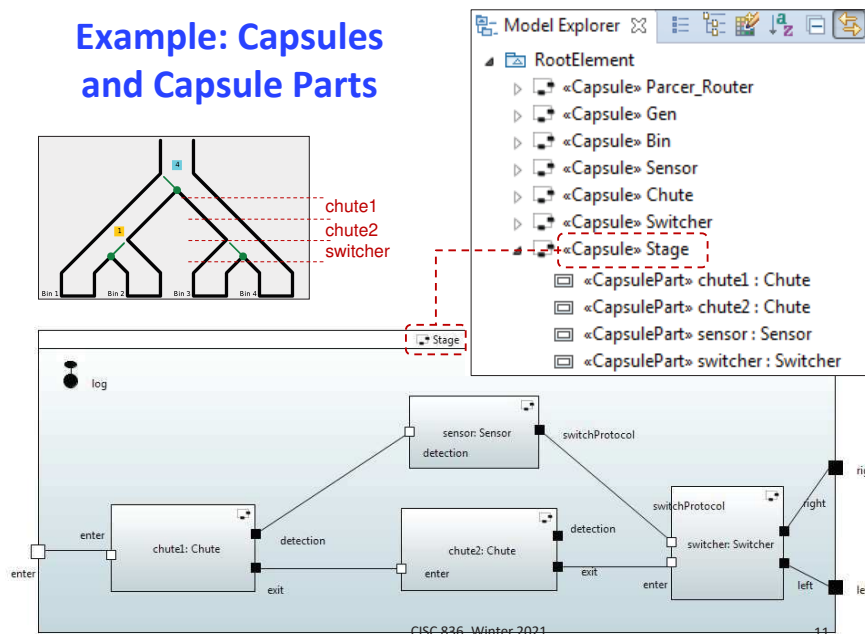 Example: Capsules
and Capsule Parts
Model Explorer
RootElement
«Capsule» Parcer_Router
«Capsule» Gen
«Capsule» Bin
«Capsule» Sensor
«Capsule» Chute
«Capsule» Switcher
«Capsule» Stage
«CapsulePart» chute1 : Chute
«CapsulePart» chute2 : Chute
«CapsulePart» sensor : Sensor
«CapsulePart» switcher : Switcher
4
chute1
chute2
1
switcher
Bin 1
Bin 2
Bin 3
Bin 4
Stage
log
sensor: Sensor
detection
switchProtocol
enter
enter
chute1: Chute
detection
exit
chute2: Chute
enter
detection
exit
switchProtocol
switcher: Switcher
enter
right
left
rig
le
CISC 836, Winter 2021
11